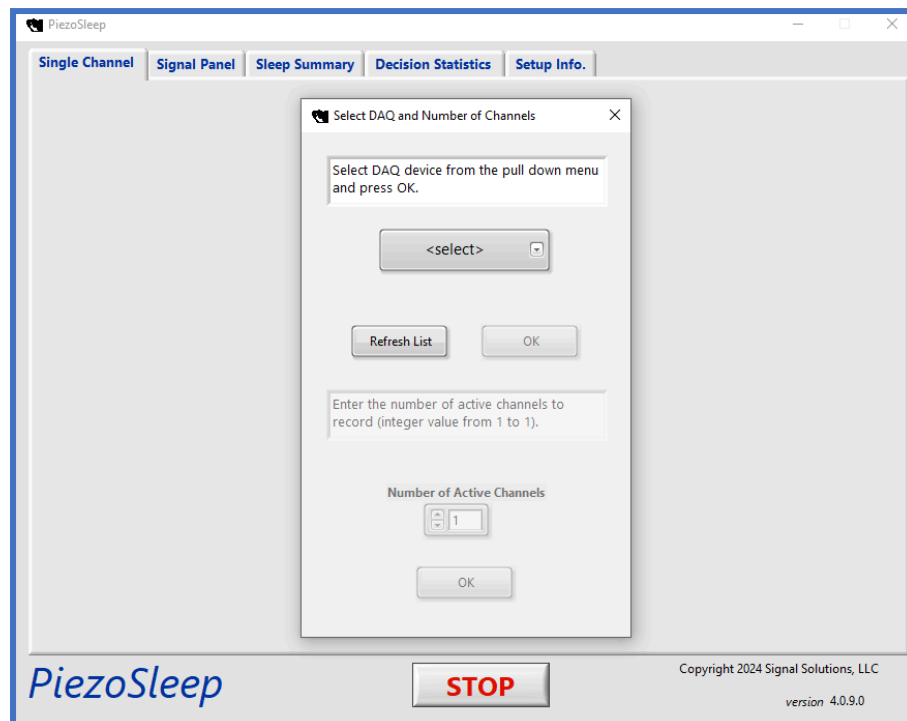 PiezoSleep
Single Channel
Signal Panel
Sleep Summary
Decision Statistics
Setup Info.
Select DAQ and Number of Channels
Select DAQ device from the pull down menu
and press OK.
<select>
Refresh List
OK
Enter the number of active channels to
record (integer value from 1 to 1).
Number of Active Channels
1
OK
PiezoSleep
STOP
Copyright 2024 Signal Solutions, LLC
version 4.0.9.0